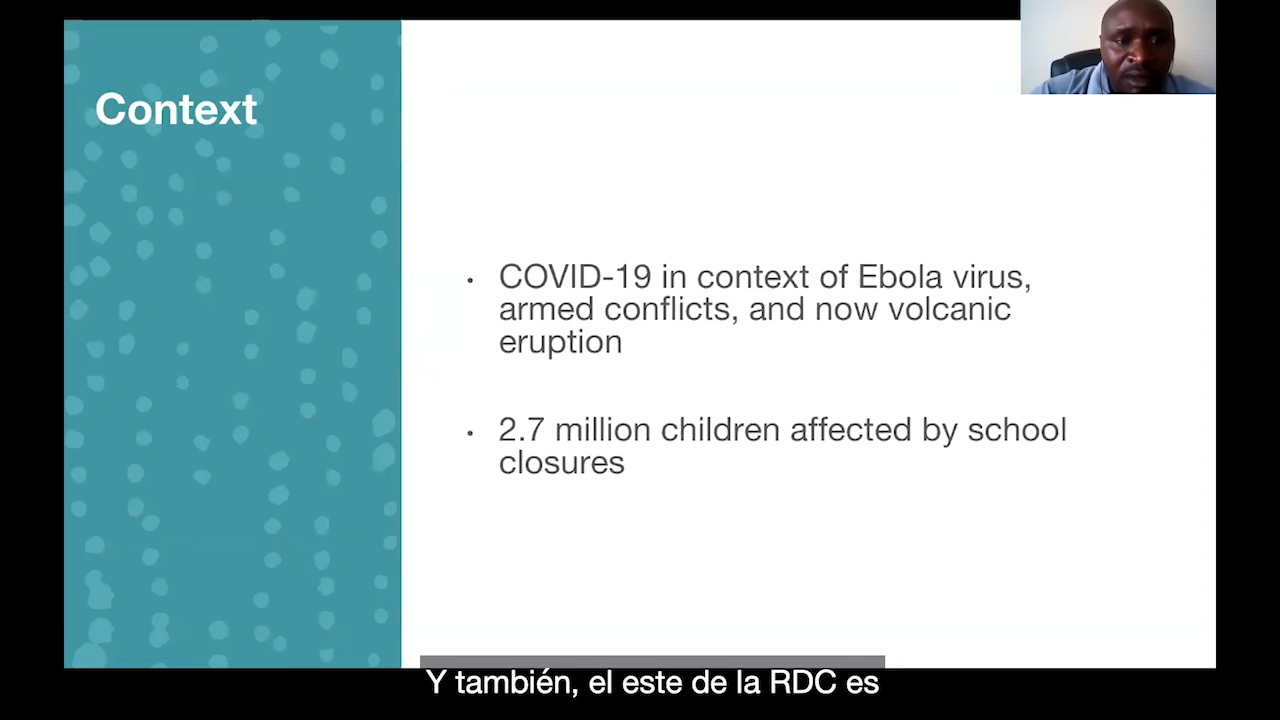 Context
• COVID-19 in context of Ebola virus,
armed conflicts, and now volcanic
eruption
• 2.7 million children affected by school
closures
Y también, el este de la RDC es